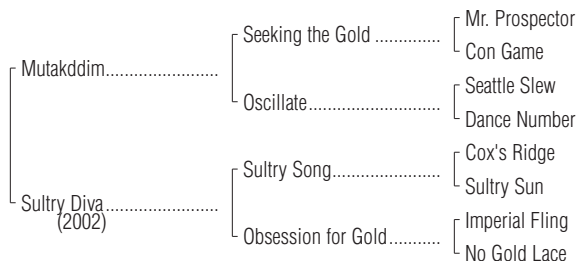 Mr. Prospector
Seeking the Gold ..............
Con Game
Mutakddim........................
Seattle Slew
Oscillate.............................
Dance Number
Cox's Ridge
Sultry Song........................
Sultry Sun
Sultry Diva........................
(2002)
Imperial Fling
Obsession for Gold...........
No Gold Lace